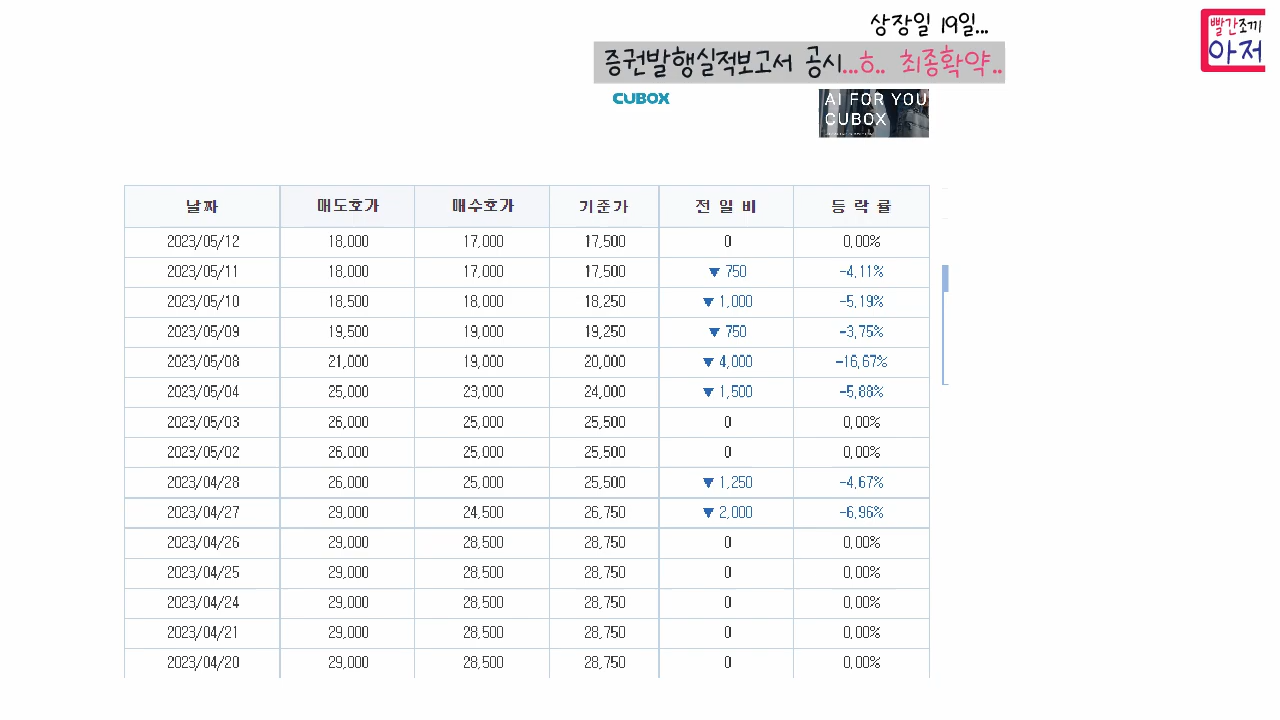 상장일 19일...
증권발행실적보고서 공시...ㅎ.. 최종확약..
빨간조끼
아저
CUBOX
AI FOR YOU
CUBOX
날짜 매도호가 매수호가 기준가 전 일 비 등 락 률
2023/05/12 18,000 17,000 17,500 0 0.00%
2023/05/11 18,000 17,000 17,500 ▼ 750 -4.11%
2023/05/10 18,500 18,000 18,250 ▼ 1,000 -5.19%
2023/05/09 19,500 19,000 19,250 ▼ 750 -3.75%
2023/05/08 21,000 19,000 20,000 ▼ 4,000 -16.67%
2023/05/04 25,000 23,000 24,000 ▼ 1,500 -5.88%
2023/05/03 26,000 25,000 25,500 0 0.00%
2023/05/02 26,000 25,000 25,500 0 0.00%
2023/04/28 26,000 25,000 25,500 ▼ 1,250 -4.67%
2023/04/27 29,000 24,500 26,750 ▼ 2,000 -6.96%
2023/04/26 29,000 28,500 28,750 0 0.00%
2023/04/25 29,000 28,500 28,750 0 0.00%
2023/04/24 29,000 28,500 28,750 0 0.00%
2023/04/21 29,000 28,500 28,750 0 0.00%
2023/04/20 29,000 28,500 28,750 0 0.00%